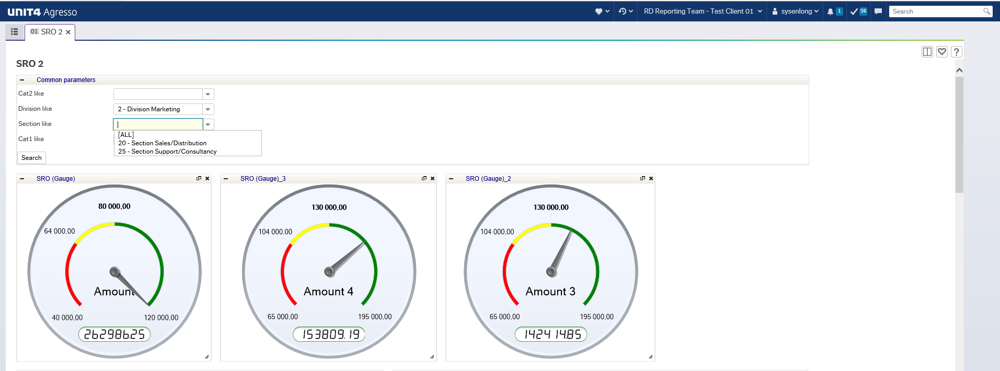 UNIT4 Agresso
RD Reporting Team - Test Client 01
sysenlong
1
36
Search
01 SRO 2
?
SRO 2
Common parameters
Cat2 like
Division like
2 - Division Marketing
Section like
[ALL]
Cat1 like
20 - Section Sales/Distribution
25 - Section Support/Consultancy
Search
SRO (Gauge)
80 000,00
64 000,00
Amount
40 000,00
120 000,00
262986.25
SRO (Gauge)_3
130 000,00
104 000,00
Amount 4
65 000,00
195 000,00
153809.19
SRO (Gauge)_2
130 000,00
104 000,00
Amount 3
65 000,00
195 000,00
142414.85